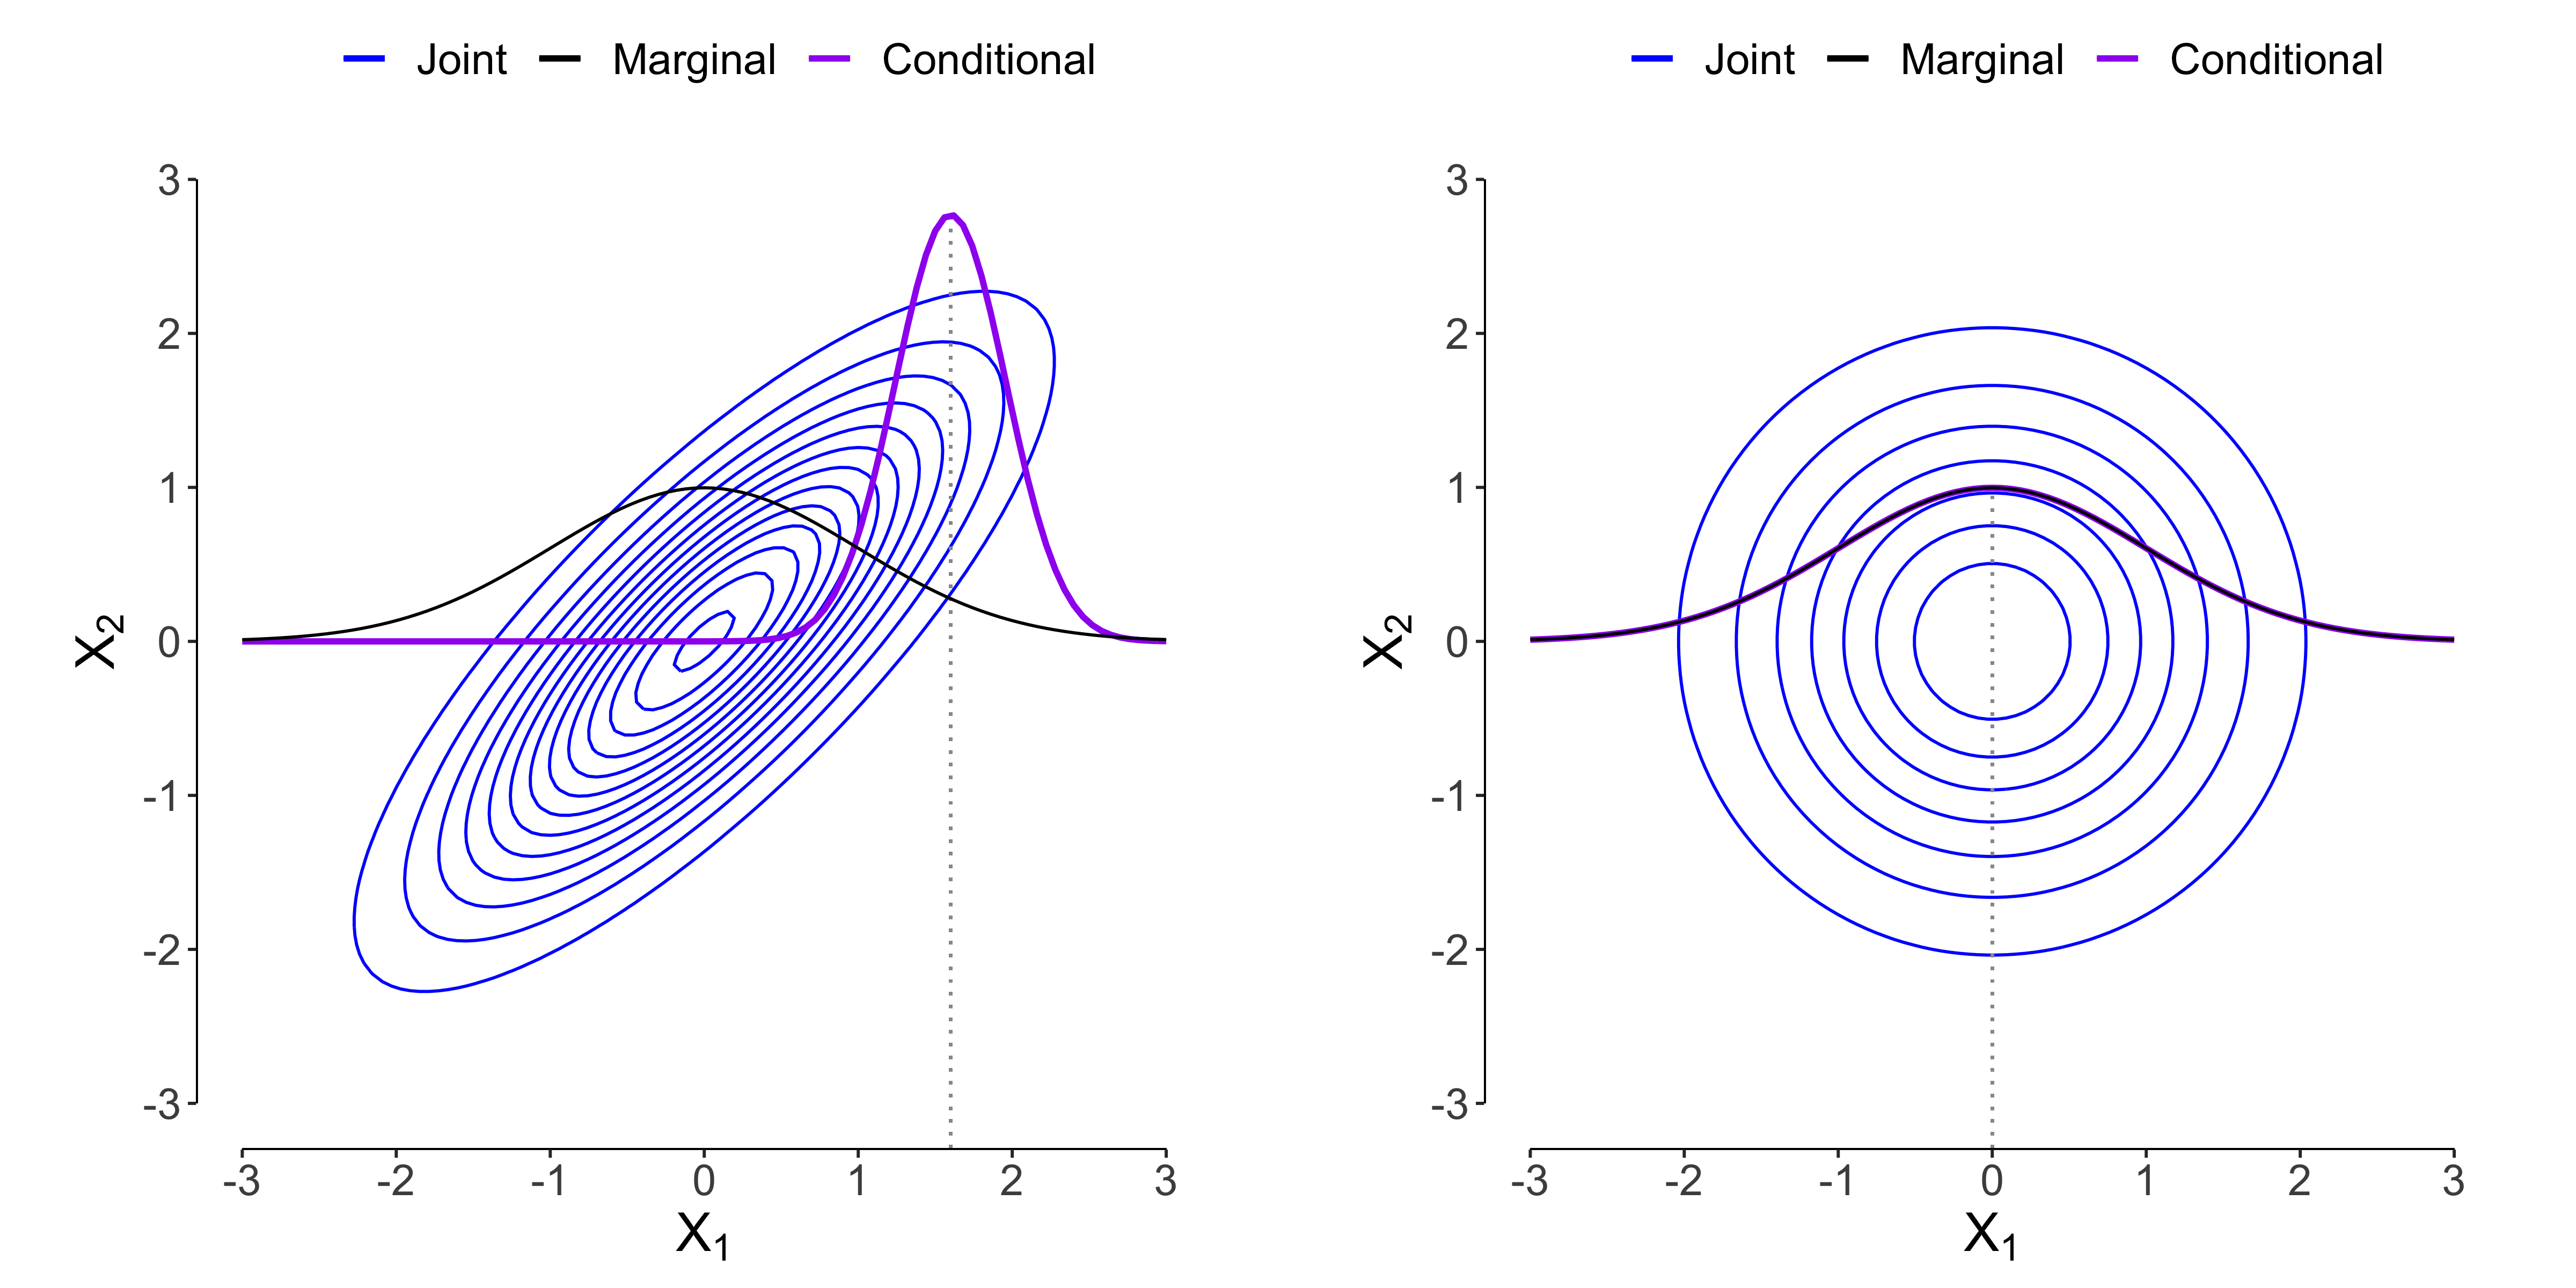 Joint Marginal Conditional
3
2
1
0
-1
-2
-3
X₂
-3 -2 -1 0 1 2 3
X₁
Joint Marginal Conditional
3
2
1
0
-1
-2
-3
X₂
-3 -2 -1 0 1 2 3
X₁